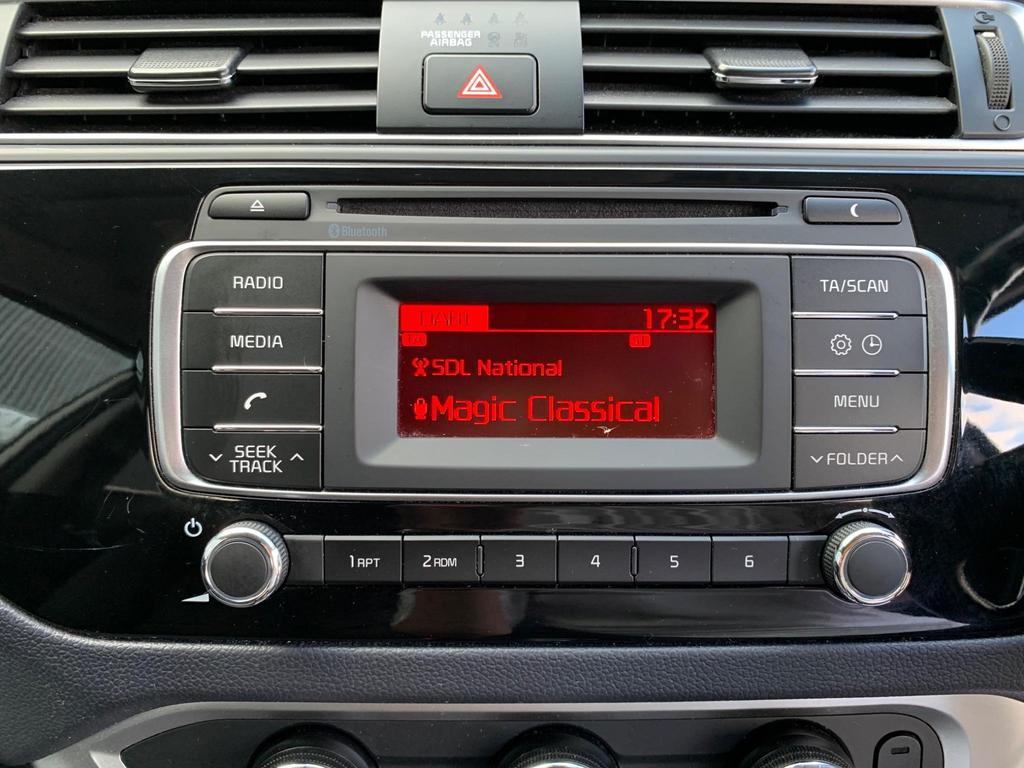 PASSENGER
AIRBAG
Bluetooth
RADIO
TA/SCAN
DAB1 17:32
MEDIA
SDL National
MENU
Magic Classical
SEEK
TRACK
FOLDER
1 RPT 2 RDM 3 4 5 6